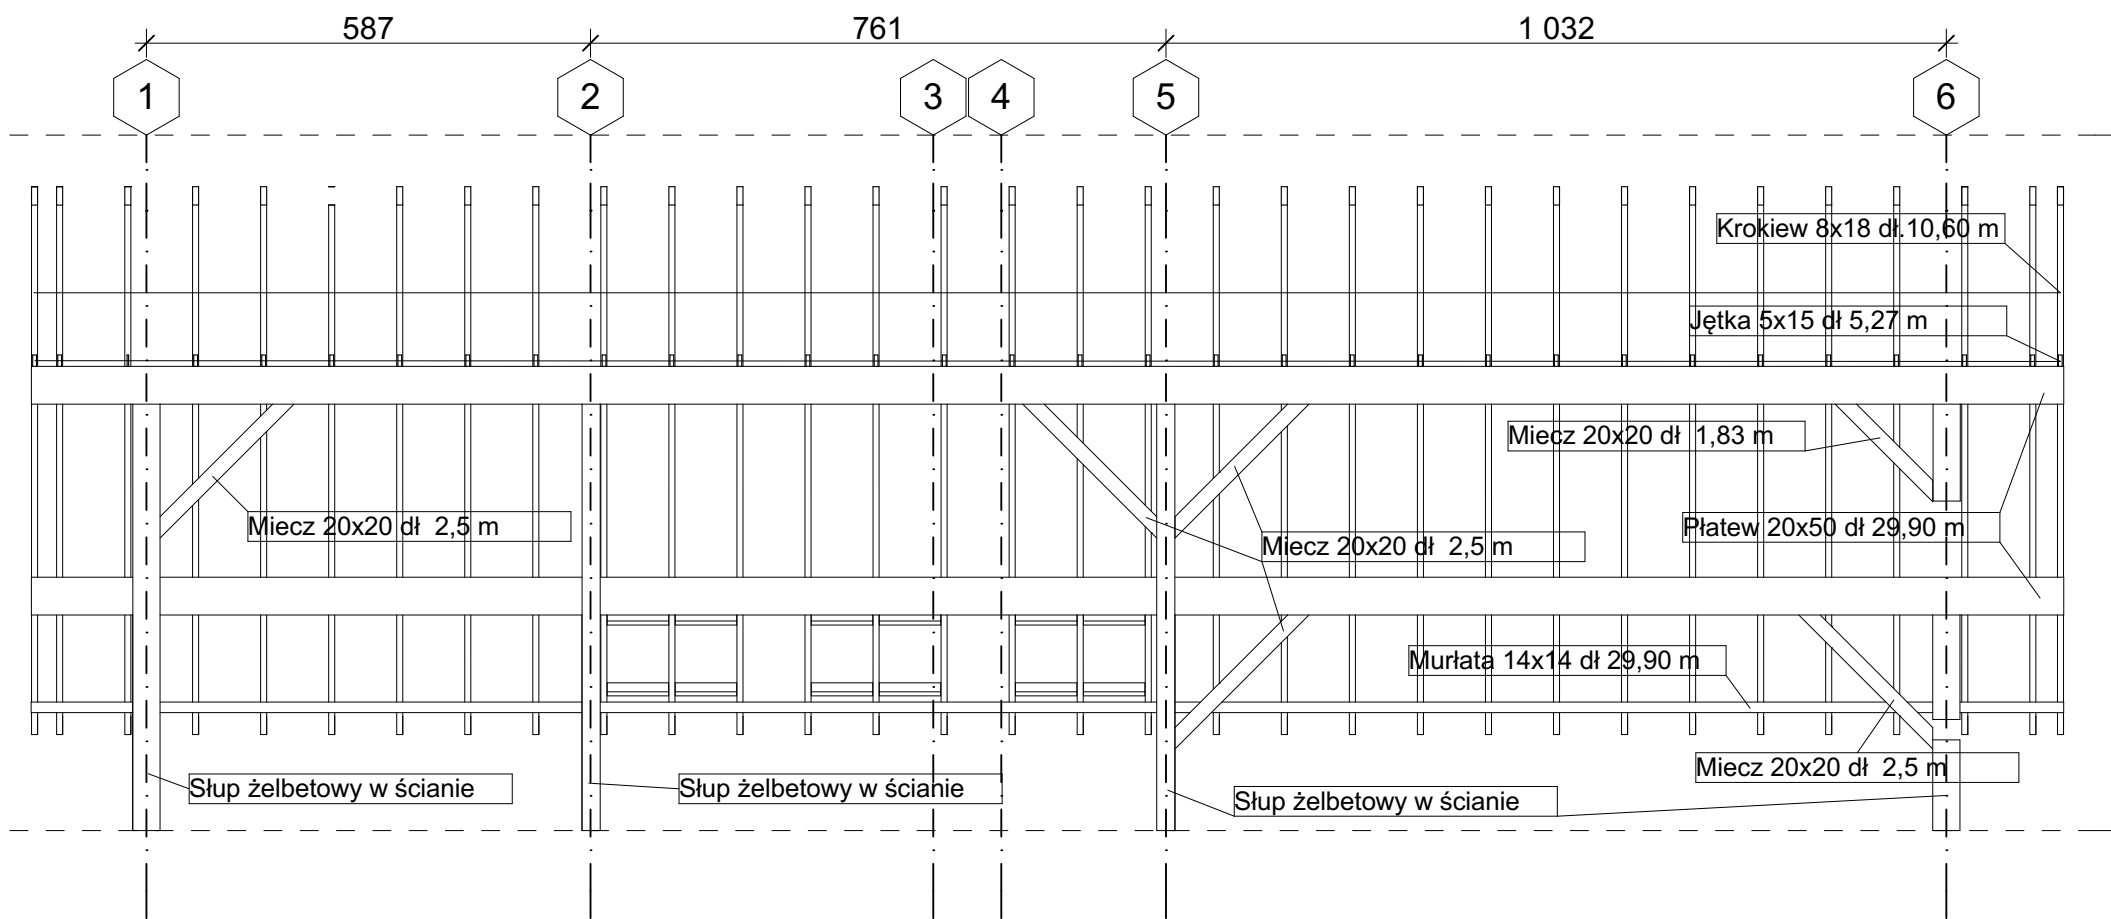 587
761
1 032
1
2
3
4
5
6
Krokiew 8x18 dł.10,60 m
Jętka 5x15 dł 5,27 m
Miecz 20x20 dł 1,83 m
Miecz 20x20 dł 2,5 m
Płatew 20x50 dł 29,90 m
Miecz 20x20 dł 2,5 m
Murłata 14x14 dł 29,90 m
Miecz 20x20 dł 2,5 m
Słup żelbetowy w ścianie
Słup żelbetowy w ścianie
Słup żelbetowy w ścianie